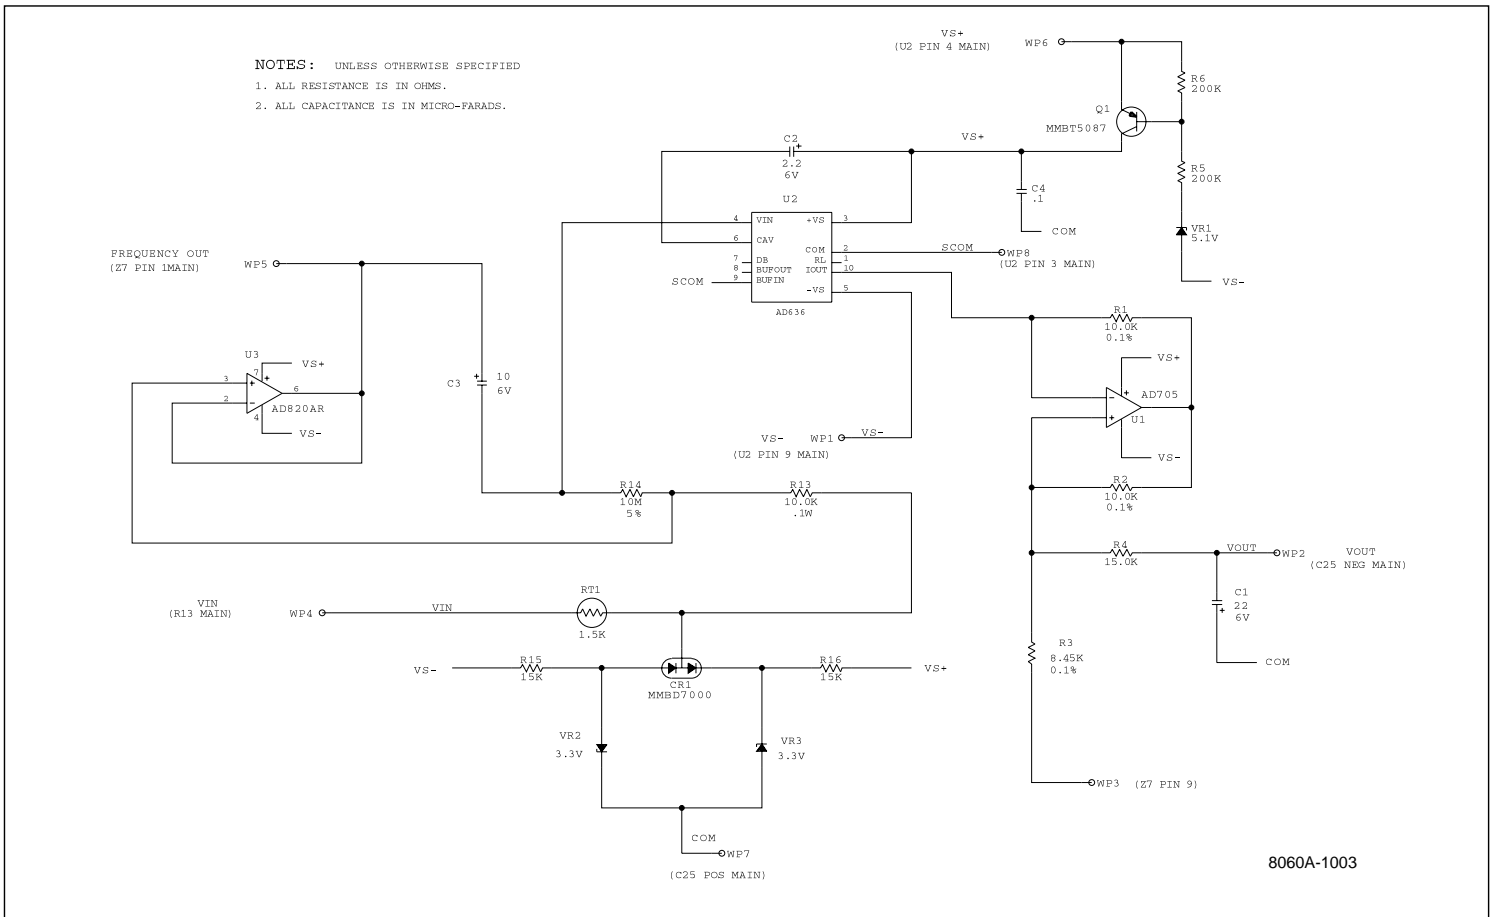 VS+
(U2 PIN 4 MAIN)
WP6
NOTES: UNLESS OTHERWISE SPECIFIED
1. ALL RESISTANCE IS IN OHMS.
2. ALL CAPACITANCE IS IN MICRO-FARADS.
R6
200K
Q1
MMBT5087
C2
+
2.2
6V
VS+
R5
200K
C4
.1
COM
VR1
5.1V
VS-
U2
4 VIN +VS 3
6 CAV
COM 2
7 DB RL 1
8 BUFOUT IOUT 10
9 BUFIN
-VS 5
AD636
SCOM
SCOM
WP8
(U2 PIN 3 MAIN)
FREQUENCY OUT
(Z7 PIN 1MAIN)
WP5
R1
10.0K
0.1%
U3
VS+
7
+
3 +
6
2 -
AD820AR
4
VS-
C3
+
10
6V
VS+
+
AD705
-
+
U1
VS-
VS- WP1 VS-
(U2 PIN 9 MAIN)
R2
10.0K
0.1%
R14
10M
5%
R13
10.0K
.1W
R4
15.0K
VOUT
WP2
VOUT
(C25 NEG MAIN)
C1
22
+
6V
COM
VIN
(R13 MAIN)
WP4
VIN
RT1
1.5K
R3
8.45K
0.1%
VS-
R15
15K
CR1
MMBD7000
R16
15K
VS+
VR2
3.3V
VR3
3.3V
WP3 (Z7 PIN 9)
COM
WP7
(C25 POS MAIN)
8060A-1003